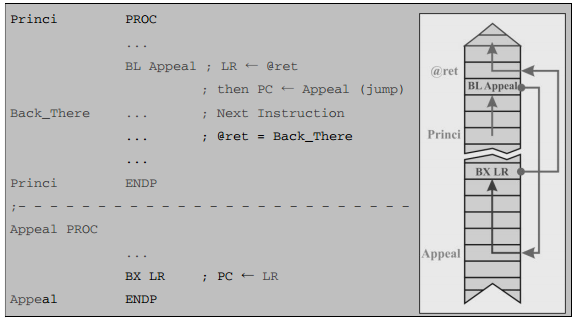 Princi PROC
...
BL Appeal ; LR ← @ret
; then PC ← Appeal (jump)
Back_There ... ; Next Instruction
... ; @ret = Back_There
...
Princi ENDP
;- - - - - - - - - - - - - - - - - - - - - - - - - -
Appeal PROC
...
BX LR ; PC ← LR
Appeal ENDP
@ret
BL Appeal
Princi
BX LR
Appeal